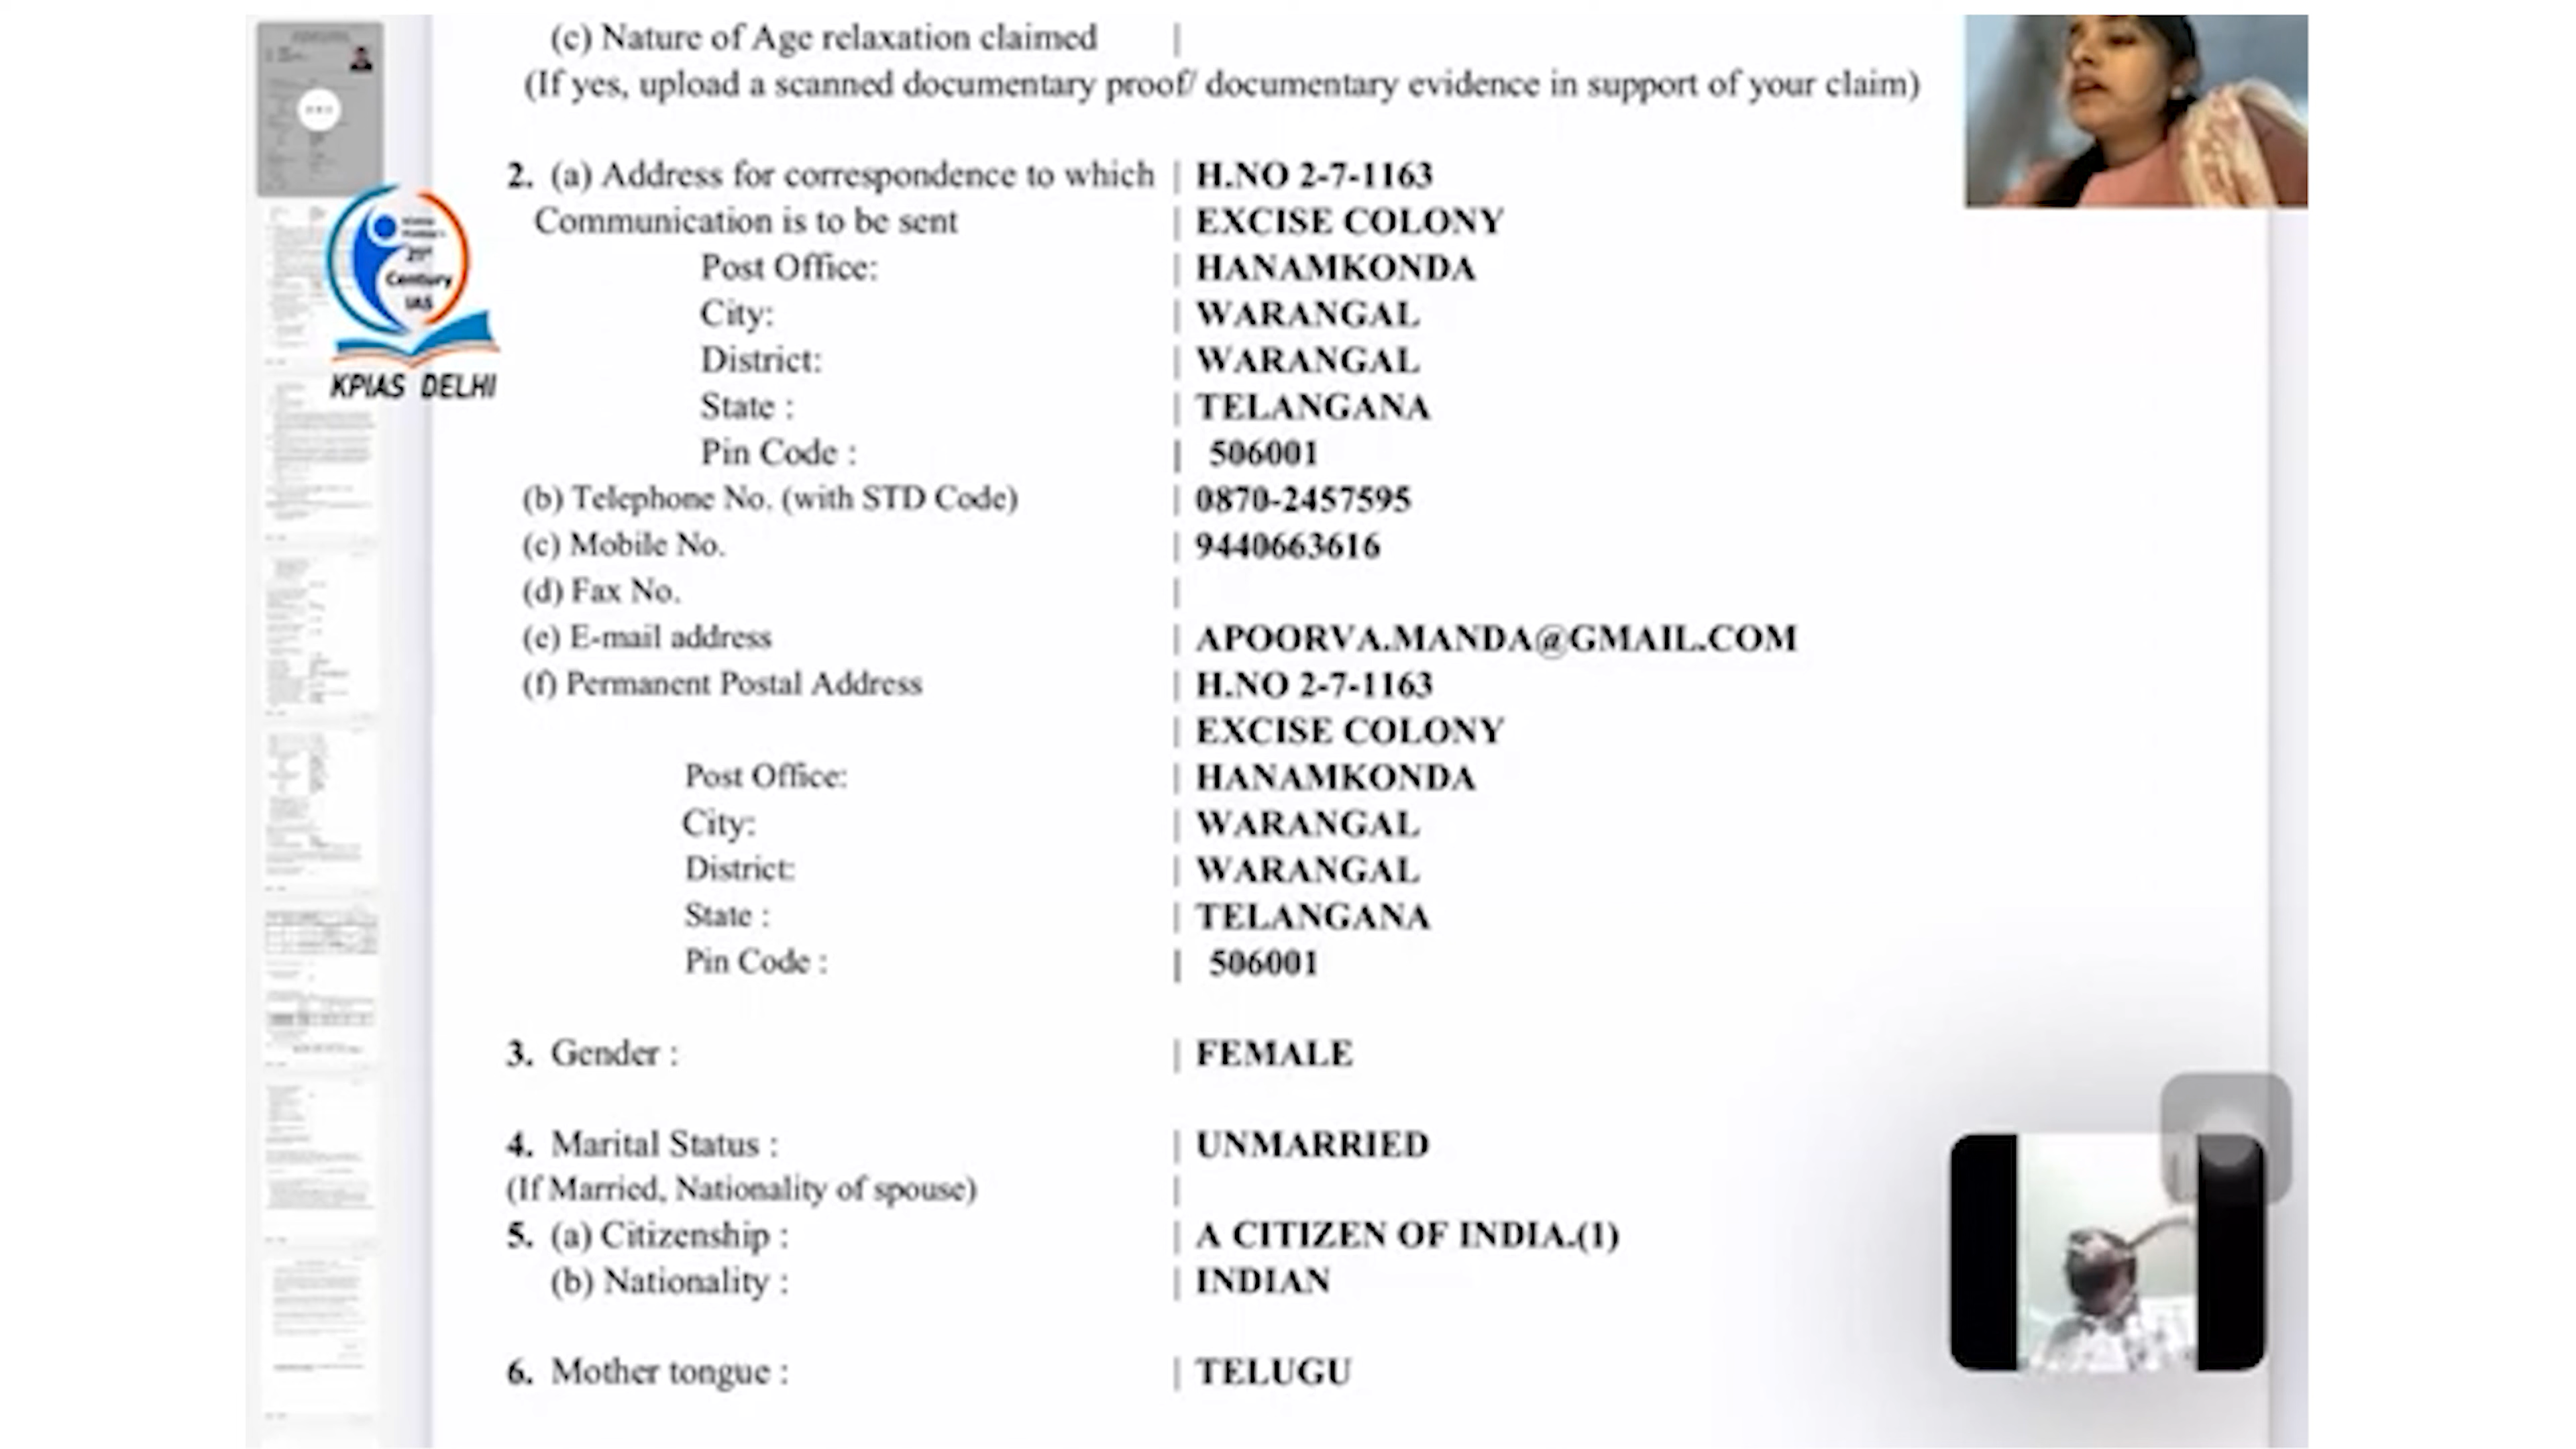 (c) Nature of Age relaxation claimed |
(If yes, upload a scanned documentary proof/ documentary evidence in support of your claim)
2. (a) Address for correspondence to which | H.NO 2-7-1163
Communication is to be sent | EXCISE COLONY
Post Office: | HANAMKONDA
City: | WARANGAL
District: | WARANGAL
State : | TELANGANA
Pin Code : | 506001
(b) Telephone No. (with STD Code) | 0870-2457595
(c) Mobile No. | 9440663616
(d) Fax No. |
(e) E-mail address | APOORVA.MANDA@GMAIL.COM
(f) Permanent Postal Address | H.NO 2-7-1163
| EXCISE COLONY
Post Office: | HANAMKONDA
City: | WARANGAL
District: | WARANGAL
State : | TELANGANA
Pin Code : | 506001
3. Gender : | FEMALE
4. Marital Status : | UNMARRIED
(If Married, Nationality of spouse) |
5. (a) Citizenship : | A CITIZEN OF INDIA.(1)
(b) Nationality : | INDIAN
6. Mother tongue : | TELUGU
21st
Century
IAS
KPIAS DELHI